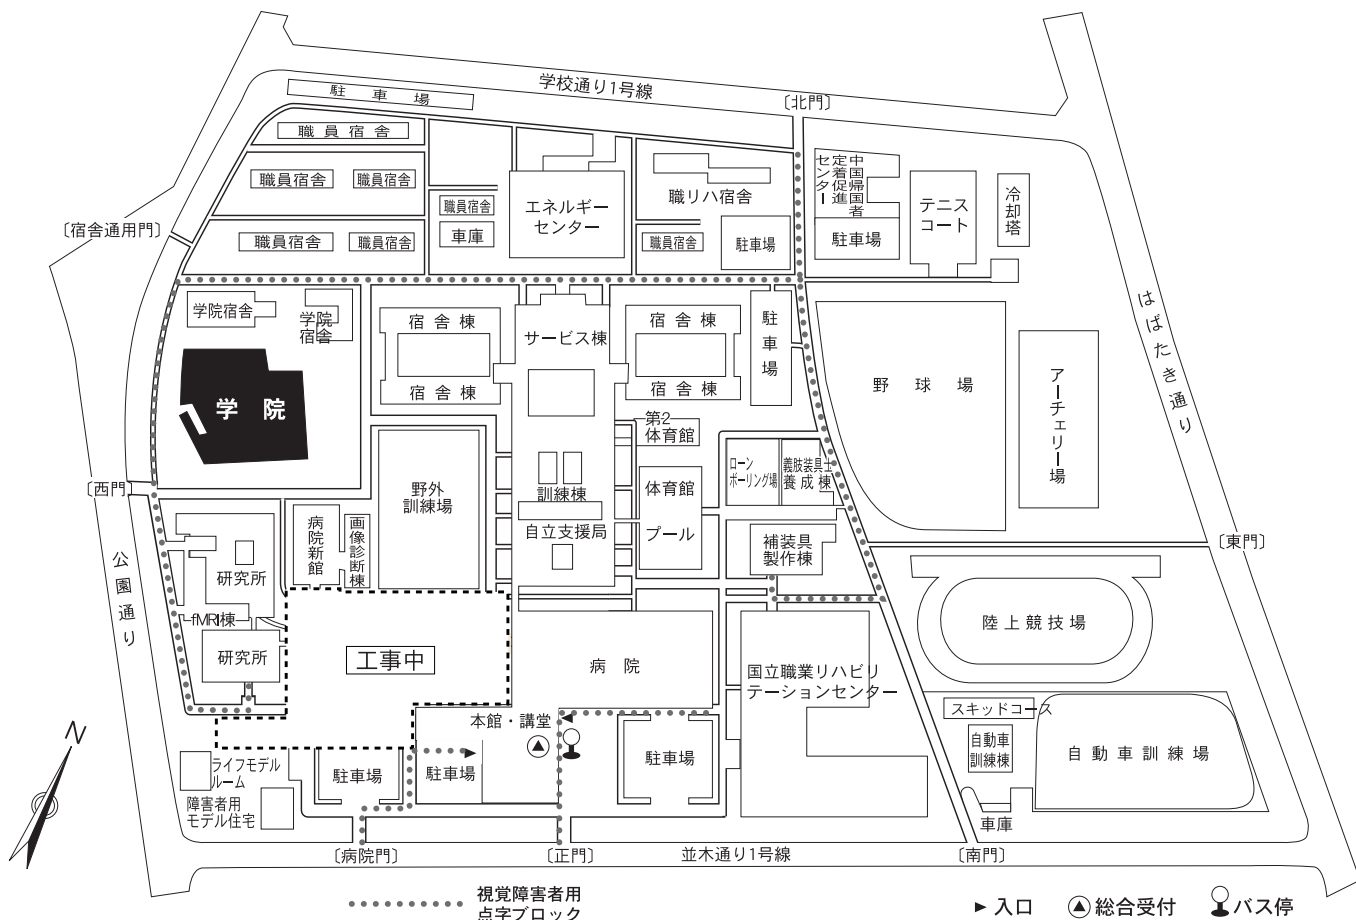 学校通り1号線
駐車場
〔北門〕
職員宿舎
職員宿舎
職員宿舎
職員宿舎
職員宿舎
職員宿舎
車庫
エネルギー
センター
職リハ宿舎
職員宿舎
駐車場
中国帰国者
定着促進
センター
駐車場
テニス
コート
冷却塔
〔宿舎通用門〕
はばたき通り
学院宿舎
学院
宿舎
宿舎棟
宿舎棟
サービス棟
宿舎棟
宿舎棟
駐車場
野球場
アーチェリー場
学院
第2
体育館
〔西門〕
野外
訓練場
訓練棟
自立支援局
体育館
プール
ローン
ボーリング場
義肢装具士
養成棟
補装具
製作棟
〔東門〕
公園通り
研究所
病院新館
画像診断棟
fMRI棟
研究所
工事中
病院
国立職業リハビリ
テーションセンター
陸上競技場
スキッドコース
自動車
訓練棟
自動車訓練場
本館・講堂
N
ライフモデル
ルーム
障害者用
モデル住宅
駐車場
駐車場
駐車場
車庫
〔病院門〕
〔正門〕
並木通り1号線
〔南門〕
視覚障害者用
点字ブロック
入口
総合受付
バス停